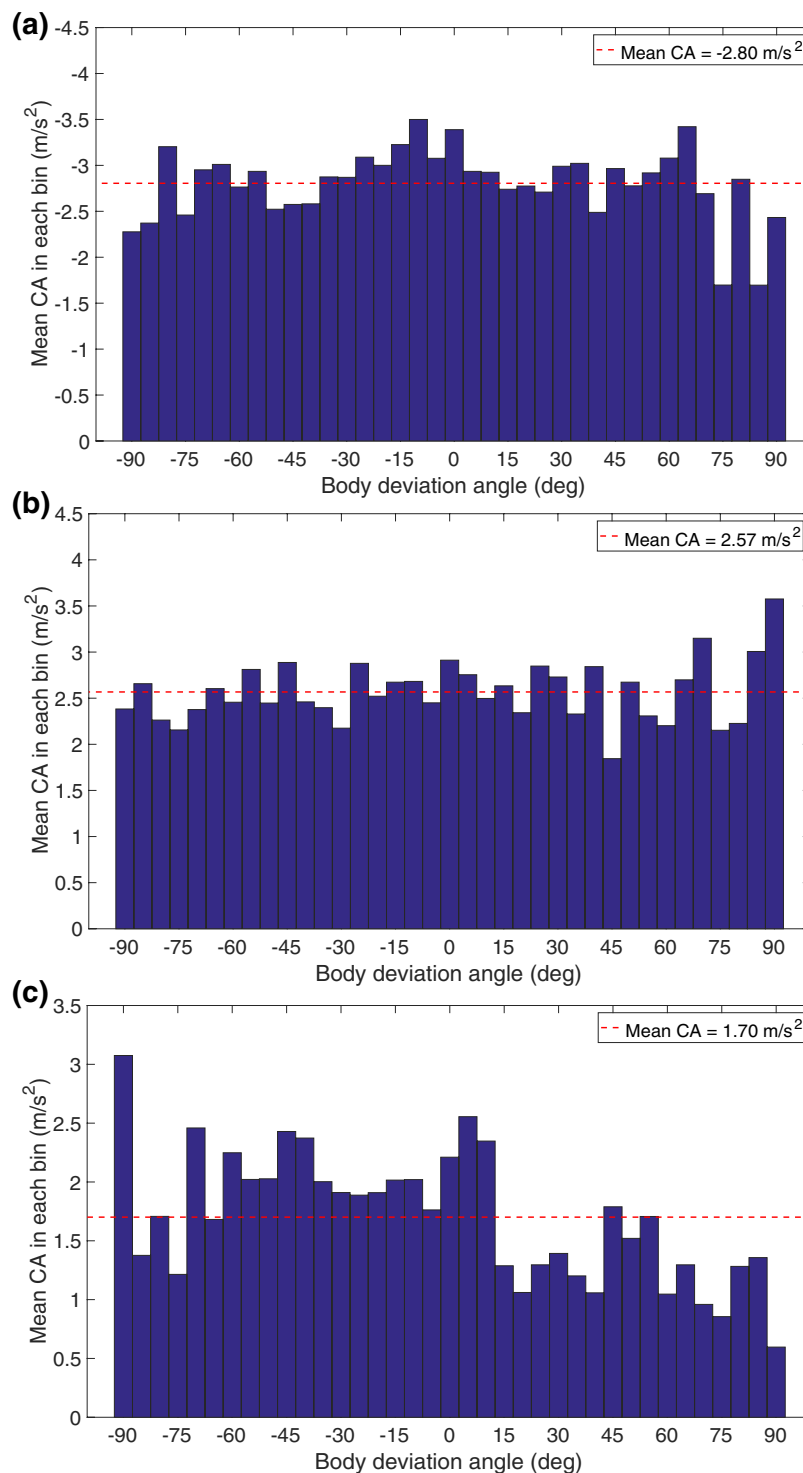 (a)
Mean CA = -2.80 m/s²
-4.5
-4
-3.5
-3
-2.5
-2
-1.5
-1
-0.5
0
Mean CA in each bin (m/s²)
-90 -75 -60 -45 -30 -15 0 15 30 45 60 75 90
Body deviation angle (deg)
(b)
Mean CA = 2.57 m/s²
4.5
4
3.5
3
2.5
2
1.5
1
0.5
0
Mean CA in each bin (m/s²)
-90 -75 -60 -45 -30 -15 0 15 30 45 60 75 90
Body deviation angle (deg)
(c)
Mean CA = 1.70 m/s²
3.5
3
2.5
2
1.5
1
0.5
0
Mean CA in each bin (m/s²)
-90 -75 -60 -45 -30 -15 0 15 30 45 60 75 90
Body deviation angle (deg)